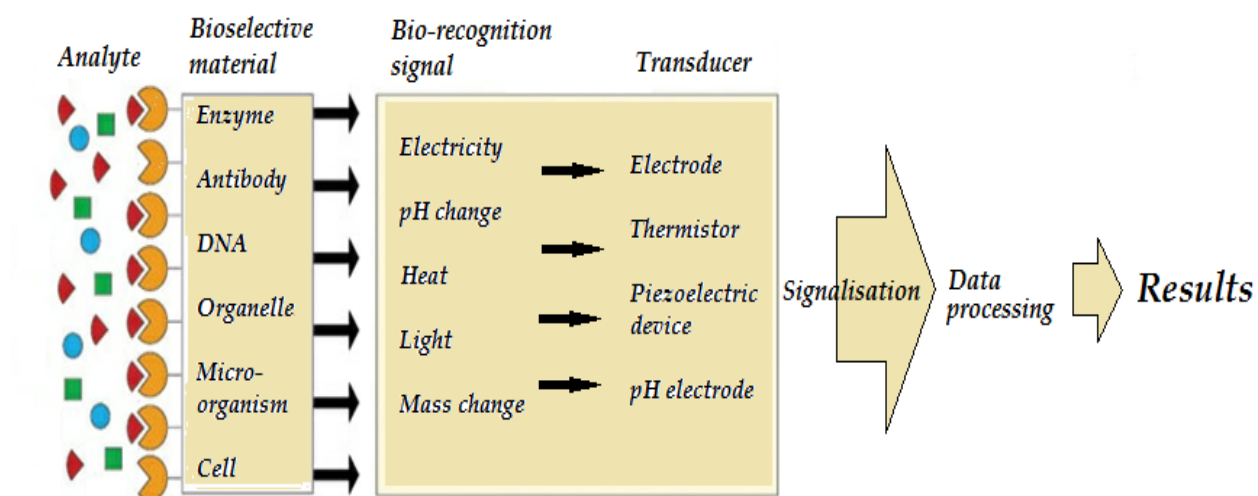 Analyte
Bioselective
material
Bio-recognition
signal
Transducer
Enzyme
Antibody
DNA
Organelle
Micro-
organism
Cell
Electricity
pH change
Heat
Light
Mass change
Electrode
Thermistor
Piezoelectric
device
pH electrode
Signalisation
Data
processing
Results